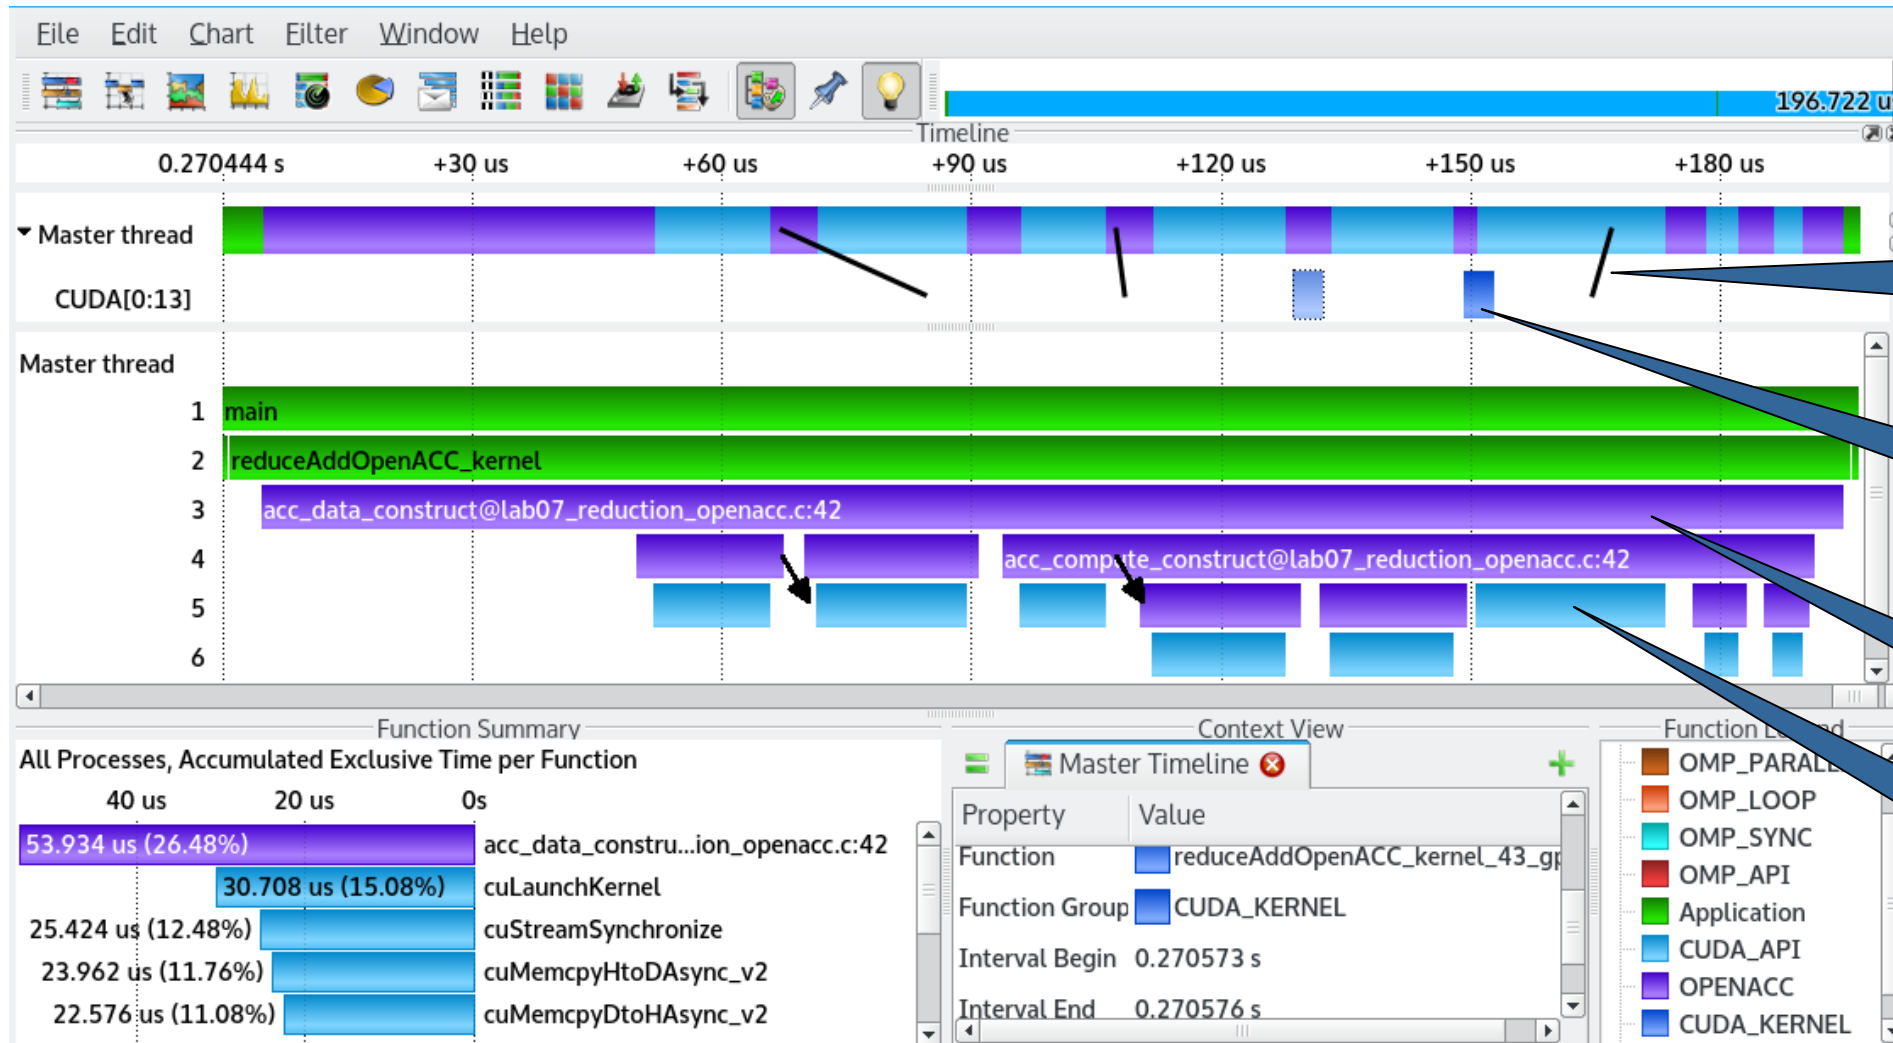 File Edit Chart Filter Window Help
196.722 u
Timeline
0.270444 s +30 us +60 us +90 us +120 us +150 us +180 us
Master thread
CUDA[0:13]
Master thread
1 main
2 reduceAddOpenACC_kernel
3 acc_data_construct@lab07_reduction_openacc.c:42
4 acc_compute_construct@lab07_reduction_openacc.c:42
5
6
Function Summary
All Processes, Accumulated Exclusive Time per Function
40 us 20 us 0s
53.934 us (26.48%) acc_data_constru...ion_openacc.c:42
30.708 us (15.08%) cuLaunchKernel
25.424 us (12.48%) cuStreamSynchronize
23.962 us (11.76%) cuMemcpyHtoDAsync_v2
22.576 us (11.08%) cuMemcpyDtoHAsync_v2
Context View
Master Timeline
Property Value
Function reduceAddOpenACC_kernel_43_gp
Function Group CUDA_KERNEL
Interval Begin 0.270573 s
Interval End 0.270576 s
Function
OMP_PARALL
OMP_LOOP
OMP_SYNC
OMP_API
Application
CUDA_API
OPENACC
CUDA_KERNEL